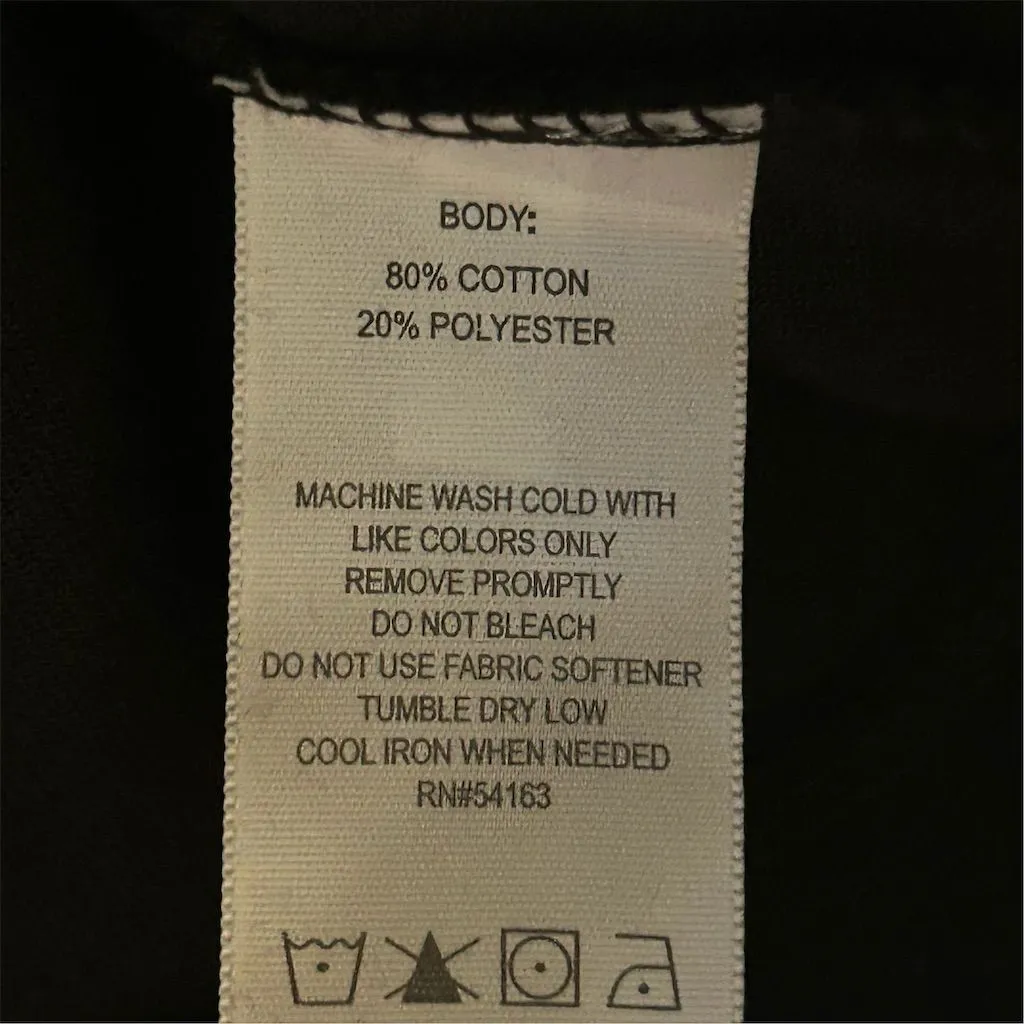 BODY:
80% COTTON
20% POLYESTER
MACHINE WASH COLD WITH
LIKE COLORS ONLY
REMOVE PROMPTLY
DO NOT BLEACH
DO NOT USE FABRIC SOFTENER
TUMBLE DRY LOW
COOL IRON WHEN NEEDED
RN#54163